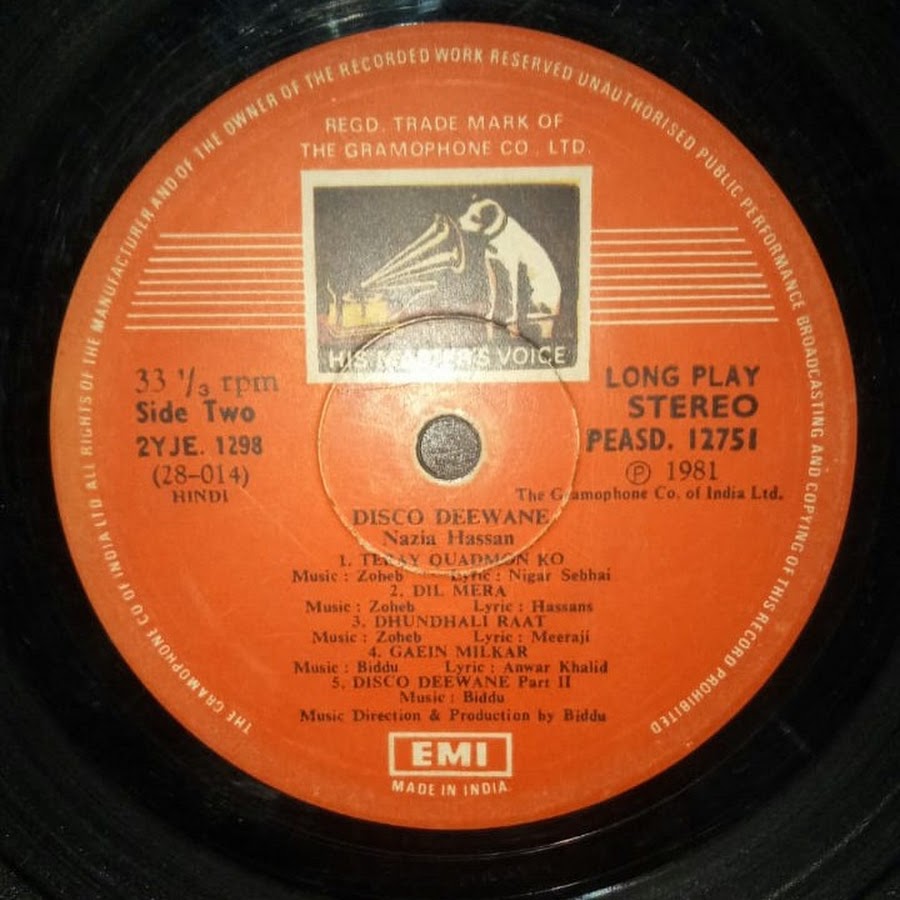 THE GRAMOPHONE CO OF INDIA LTD ALL RIGHTS OF THE MANUFACTURER AND OF THE OWNER OF THE RECORDED WORK RESERVED UNAUTHORISED PUBLIC PERFORMANCE BROADCASTING AND COPYING OF THIS RECORD PROHIBITED
REGD. TRADE MARK OF
THE GRAMOPHONE CO. LTD.
HIS MASTER'S VOICE
33 1/3 rpm
Side Two
2YJE. 1298
(28-014)
HINDI
LONG PLAY
STEREO
PEASD. 12751
Ⓟ 1981
The Gramophone Co. of India Ltd.
DISCO DEEWANE
Nazia Hassan
1. TERAY QUADMON KO
Music : Zoheb Lyric : Nigar Sehhai
2. DIL MERA
Music : Zoheb Lyric : Hassans
3. DHUNDHALI RAAT
Music : Zoheb Lyric : Meeraji
4. GAEIN MILKAR
Music : Biddu Lyric : Anwar Khalid
5. DISCO DEEWANE Part II
Music : Biddu
Music Direction & Production by Biddu
EMI
MADE IN INDIA